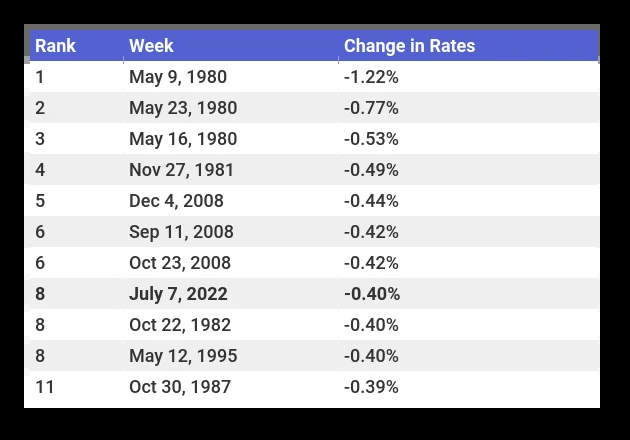 Rank Week Change in Rates
1 May 9, 1980 -1.22%
2 May 23, 1980 -0.77%
3 May 16, 1980 -0.53%
4 Nov 27, 1981 -0.49%
5 Dec 4, 2008 -0.44%
6 Sep 11, 2008 -0.42%
6 Oct 23, 2008 -0.42%
8 July 7, 2022 -0.40%
8 Oct 22, 1982 -0.40%
8 May 12, 1995 -0.40%
11 Oct 30, 1987 -0.39%